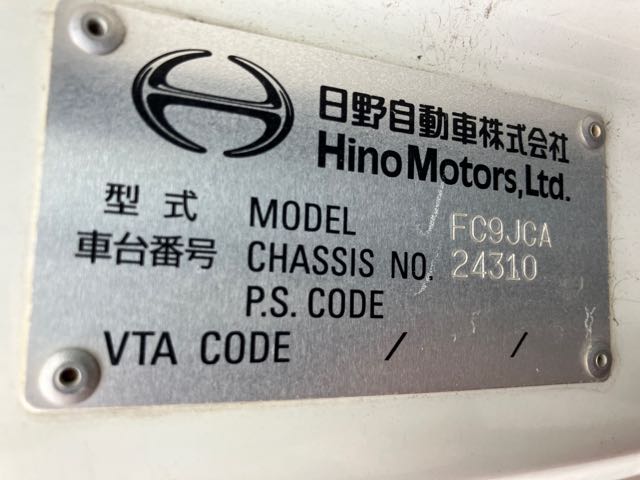 日野自動車株式会社
Hino Motors, Ltd.
型式 MODEL FC9JCA
車台番号 CHASSIS NO. 24310
P.S. CODE
VTA CODE / /